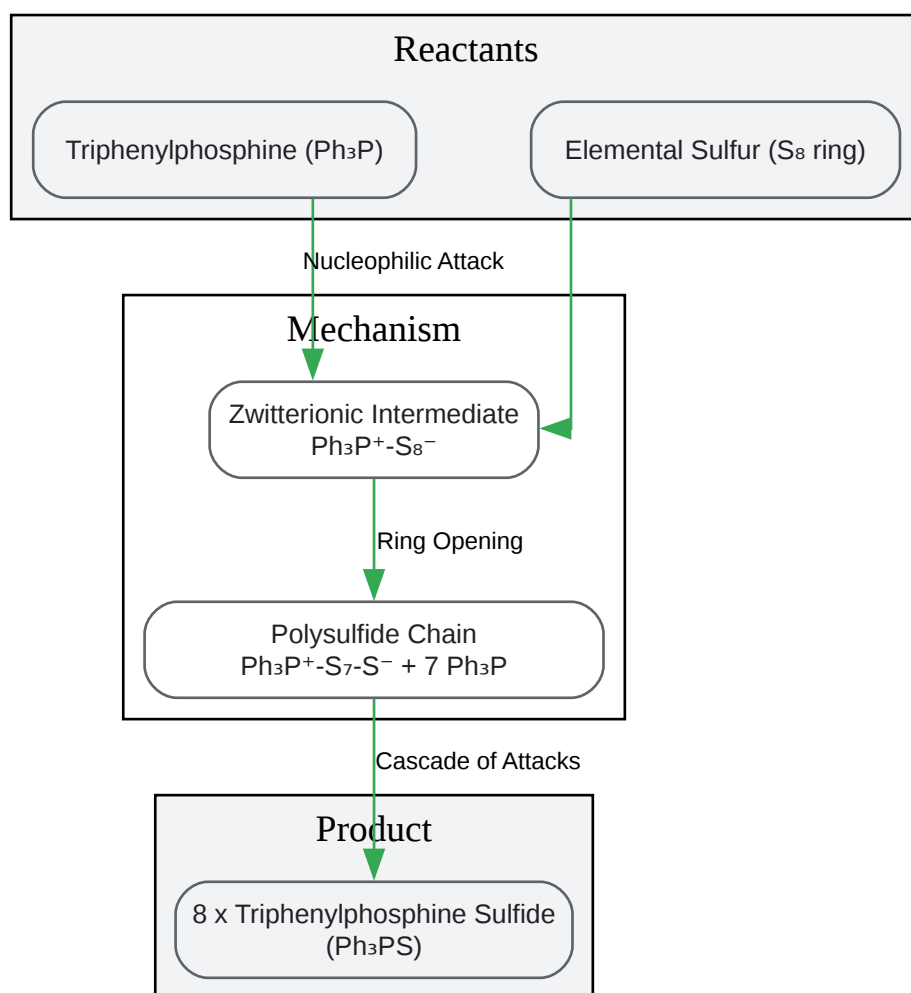 Reactants
Triphenylphosphine (Ph₃P)
Elemental Sulfur (S₈ ring)
Nucleophilic Attack
Mechanism
Zwitterionic Intermediate
Ph₃P⁺-S₈⁻
Ring Opening
Polysulfide Chain
Ph₃P⁺-S₇-S⁻ + 7 Ph₃P
Cascade of Attacks
Product
8 x Triphenylphosphine Sulfide
(Ph₃PS)